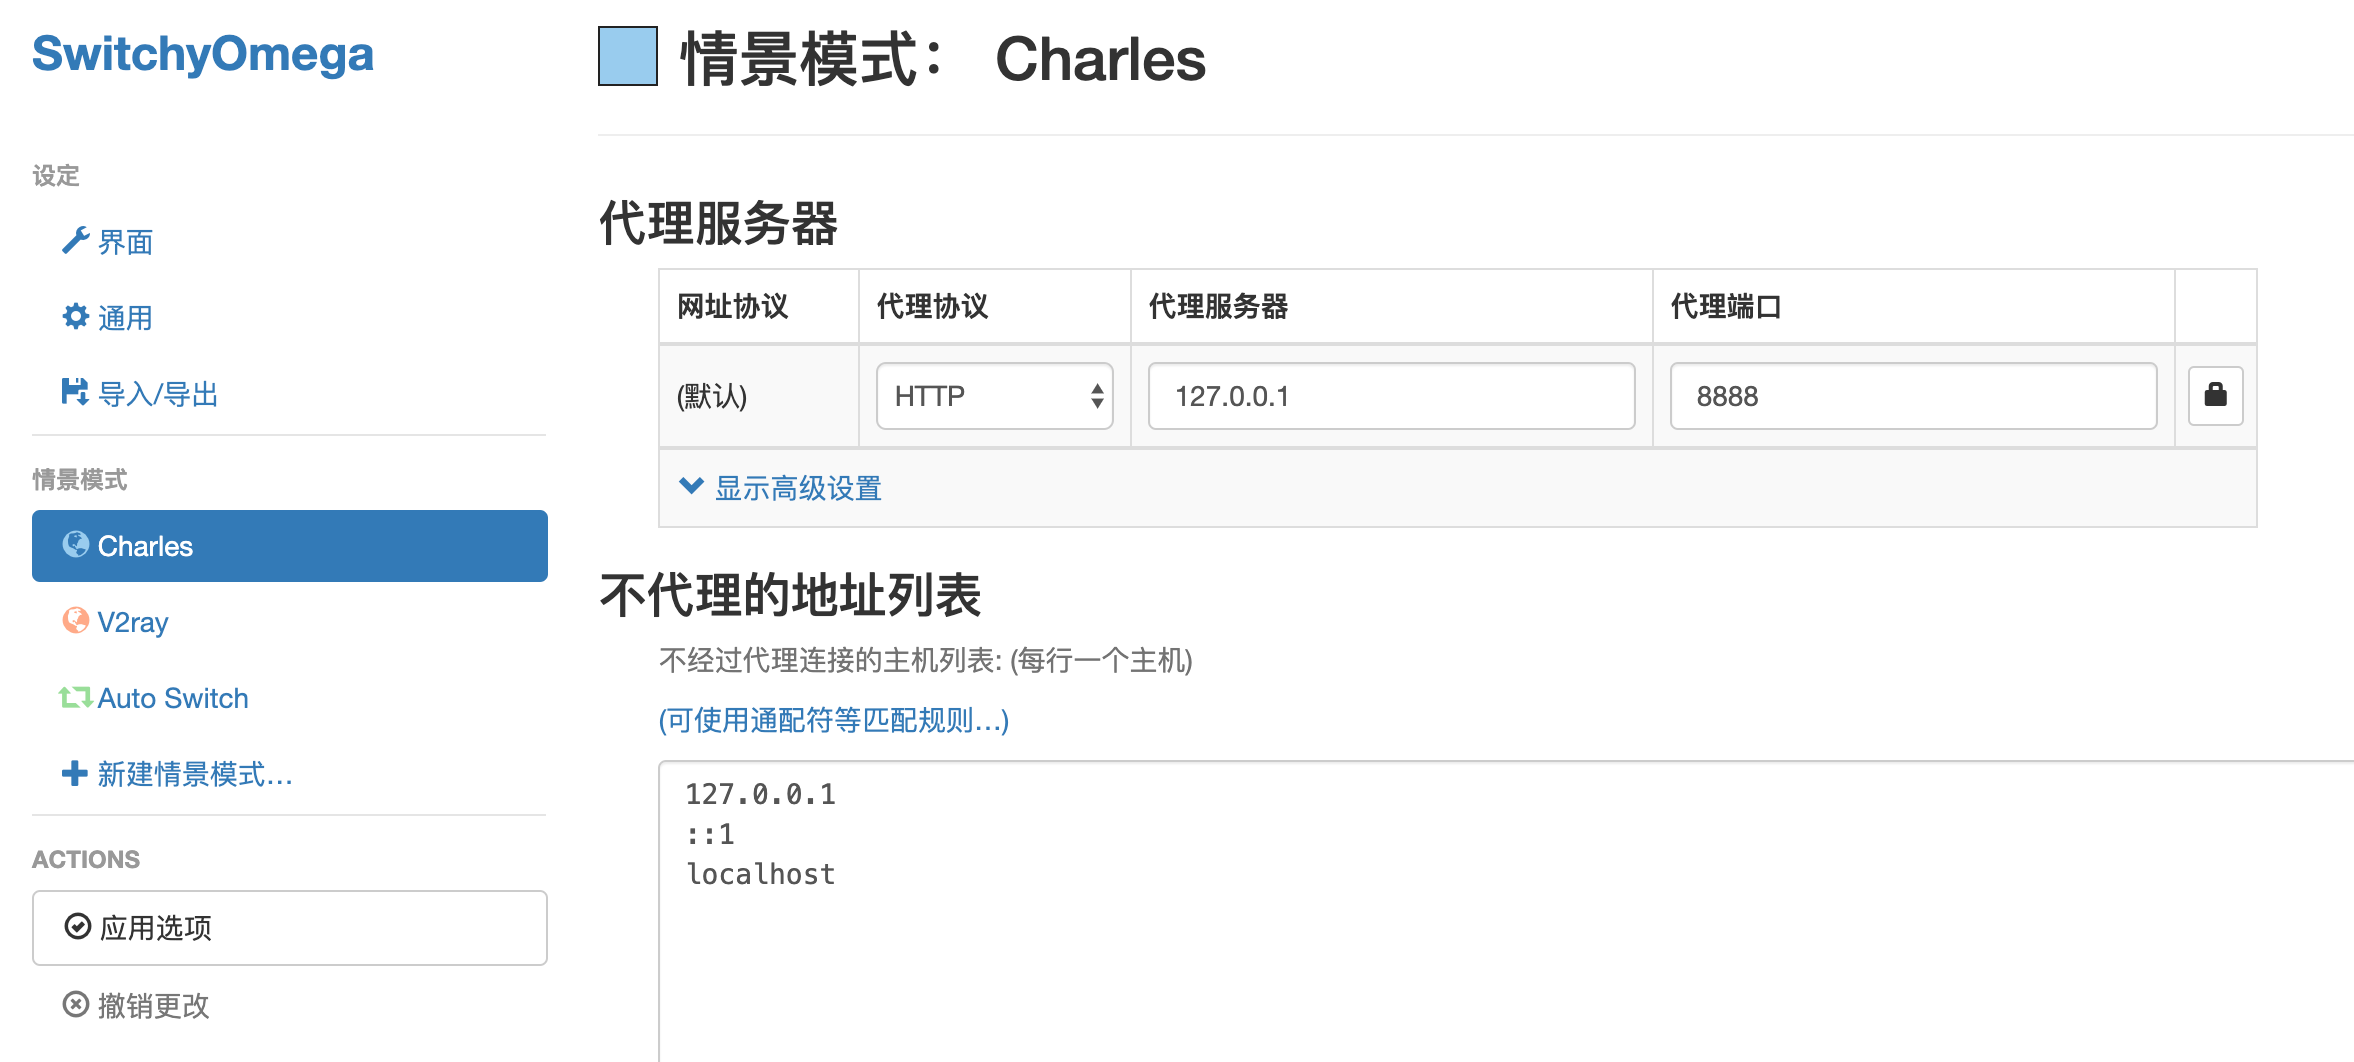 SwitchyOmega
设定
界面
通用
导入/导出
情景模式
Charles
V2ray
Auto Switch
新建情景模式…
ACTIONS
应用选项
撤销更改
情景模式： Charles
代理服务器
网址协议 代理协议 代理服务器 代理端口
(默认) HTTP 127.0.0.1 8888
显示高级设置
不代理的地址列表
不经过代理连接的主机列表: (每行一个主机)
(可使用通配符等匹配规则…)
127.0.0.1
::1
localhost